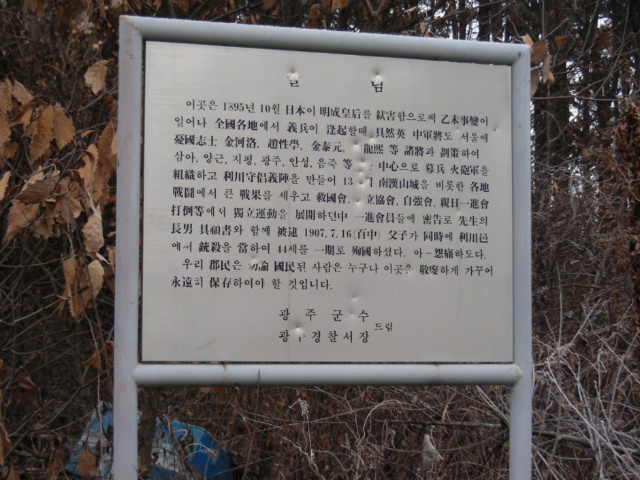 알 림
이곳은 1895년 10월 日本이 明成皇后를 弑害함으로써 乙未事變이
일어나 全國各地에서 義兵이 逢起할때 具然英 中軍將도 서울에
憂國志士 金河洛, 趙性學, 金泰元, 龍熙 等 諸將과 劃策하여
삼아, 양근, 지평, 광주, 안성, 음죽 等 中心으로 募兵 火砲軍을
組織하고 利川守倡義陣을 만들어 南漢山城을 비롯한 各地
戰鬪에서 큰 戰果를 세우고 救國會, 立協會, 自強會, 親日一進會
打倒等에서 獨立運動을 展開하던中 一進會員들에 密告로 先生의
長男 具禎書와 함께 被逮 1907.7.16(百中) 父子가 同時에 利川邑
에서 銃殺을 當하여 44세를 一期로 殉國하셨다. 아-怨痛하도다.
우리 郡民은 勿論 國民된 사람은 누구나 이곳을 敬虔하게 가꾸어
永遠히 保存하여야 할 것입니다.
광주군수
광주경찰서장 드림